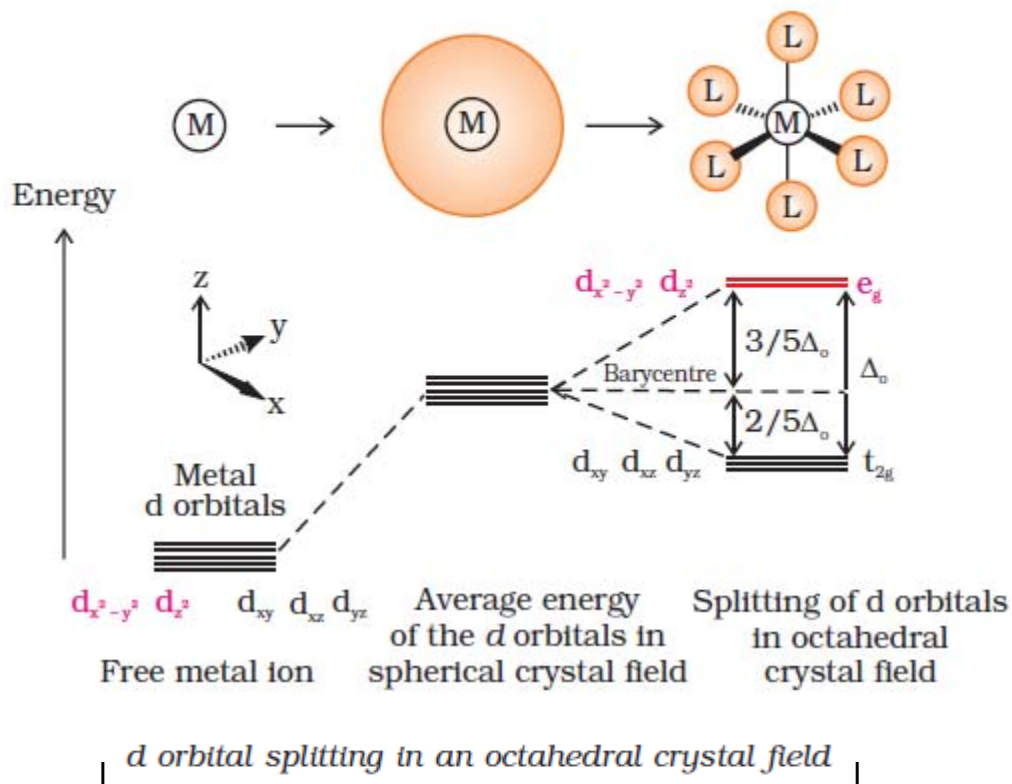 L
L L
M M M
L L
L
Energy
z
y
x
dx²–y² dz² eg
3/5Δo
Barycentre Δo
2/5Δo
dxy dxz dyz t2g
Metal
d orbitals
dx²–y² dz² dxy dxz dyz
Free metal ion
Average energy
of the d orbitals in
spherical crystal field
Splitting of d orbitals
in octahedral
crystal field
d orbital splitting in an octahedral crystal field